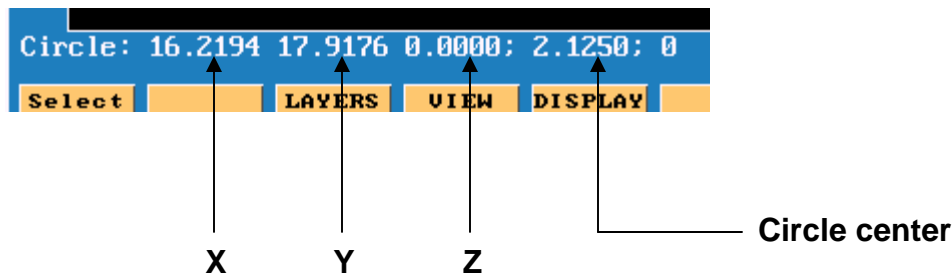 Circle: 16.2194 17.9176 0.0000; 2.1250; 0
Select LAYERS VIEW DISPLAY
Circle center
X Y Z